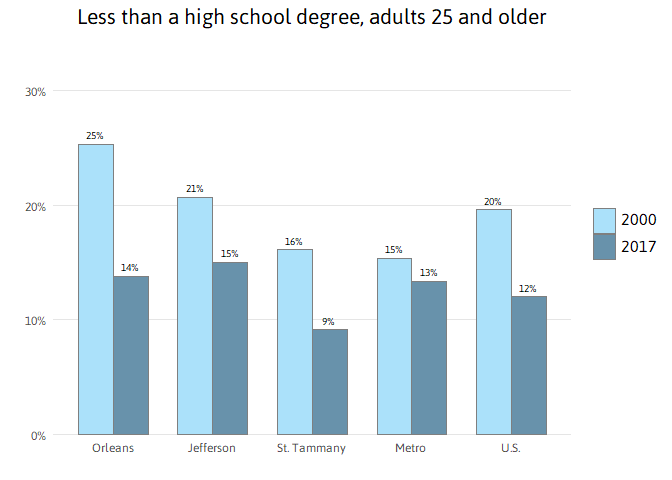 Less than a high school degree, adults 25 and older
30%
20%
10%
0%
25%
14%
21%
15%
16%
9%
15%
13%
20%
12%
Orleans
Jefferson
St. Tammany
Metro
U.S.
2000
2017